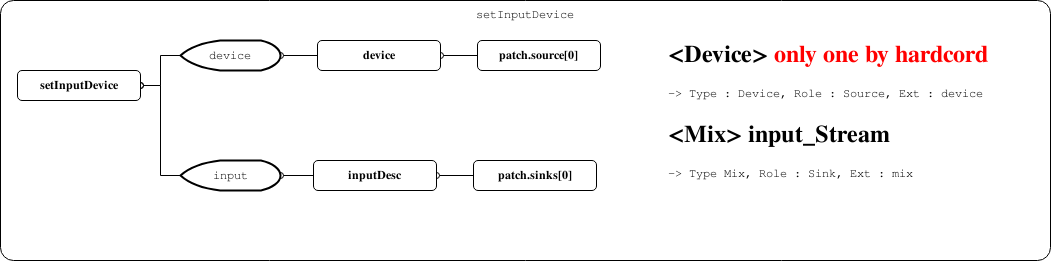 setInputDevice
device
device
patch.source[0]
setInputDevice
input
inputDesc
patch.sinks[0]
<Device> only one by hardcord
-> Type : Device, Role : Source, Ext : device
<Mix> input_Stream
-> Type Mix, Role : Sink, Ext : mix